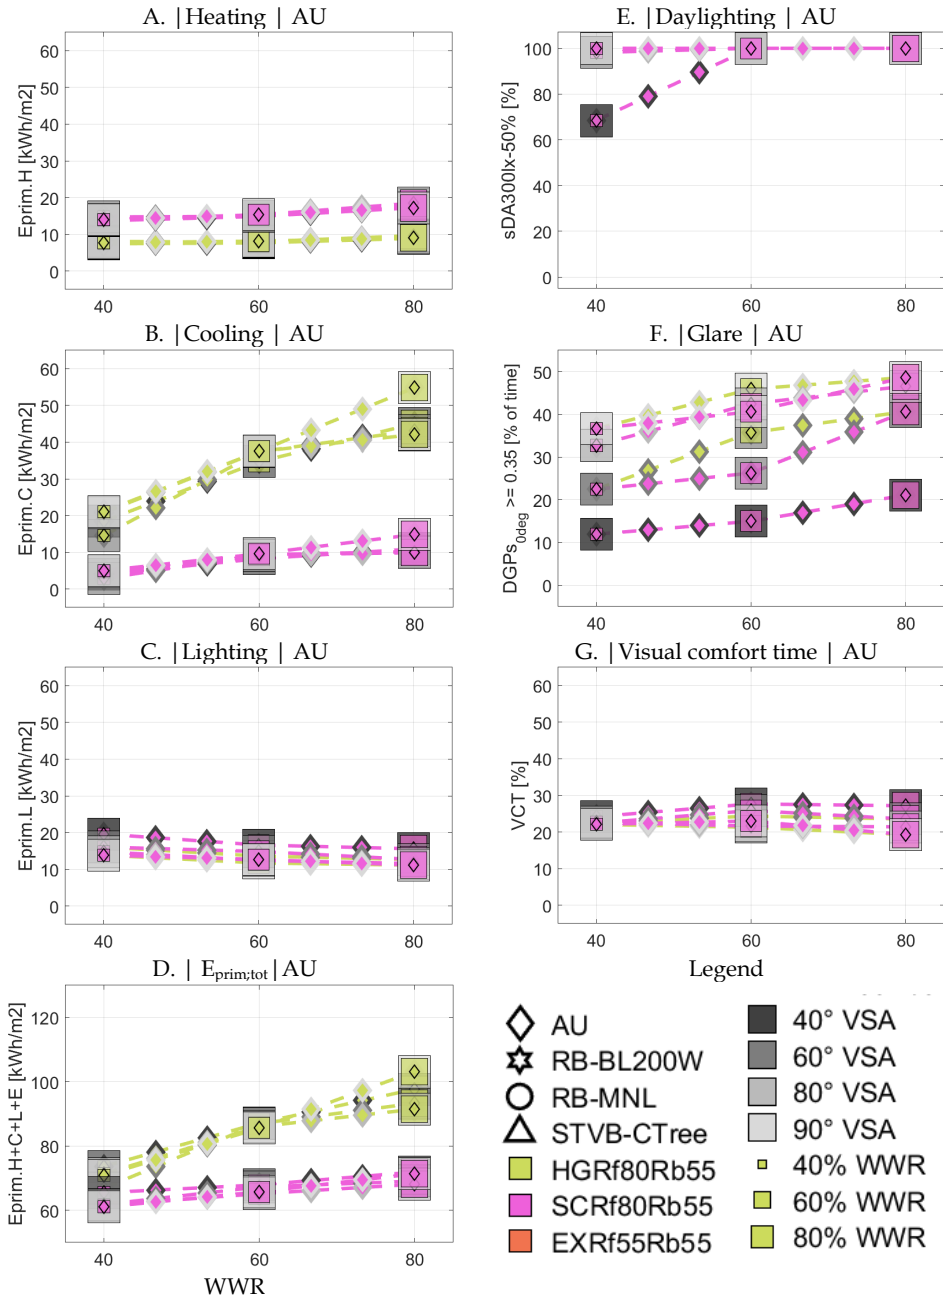 A. |Heating | AU
Eprim.H [kWh/m2]
60
50
40
30
20
10
0
40
60
80
E. |Daylighting | AU
sDA300lx-50% [%]
100
80
60
40
20
0
40
60
80
B. |Cooling | AU
Eprim.C [kWh/m2]
60
50
40
30
20
10
0
40
60
80
F. |Glare | AU
DGPs0deg >= 0.35 [% of time]
50
40
30
20
10
0
40
60
80
C. |Lighting | AU
Eprim.L [kWh/m2]
60
50
40
30
20
10
0
40
60
80
G. |Visual comfort time | AU
VCT [%]
60
50
40
30
20
10
0
40
60
80
D. | Eprim;tot|AU
Eprim.H+C+L+E [kWh/m2]
120
100
80
60
40
60
80
WWR
Legend
AU
RB-BL200W
RB-MNL
STVB-CTree
HGRf80Rb55
SCRf80Rb55
EXRf55Rb55
40° VSA
60° VSA
80° VSA
90° VSA
40% WWR
60% WWR
80% WWR